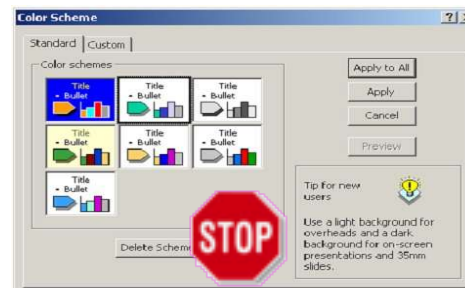 Color Scheme
Standard
Custom
Color schemes
Title
• Bullet
Title
• Bullet
Title
• Bullet
Title
• Bullet
Title
• Bullet
Title
• Bullet
Title
• Bullet
Delete Scheme
STOP
Apply to All
Apply
Cancel
Preview
Tip for new
users
Use a light background for
overheads and a dark
background for on-screen
presentations and 35mm
slides.